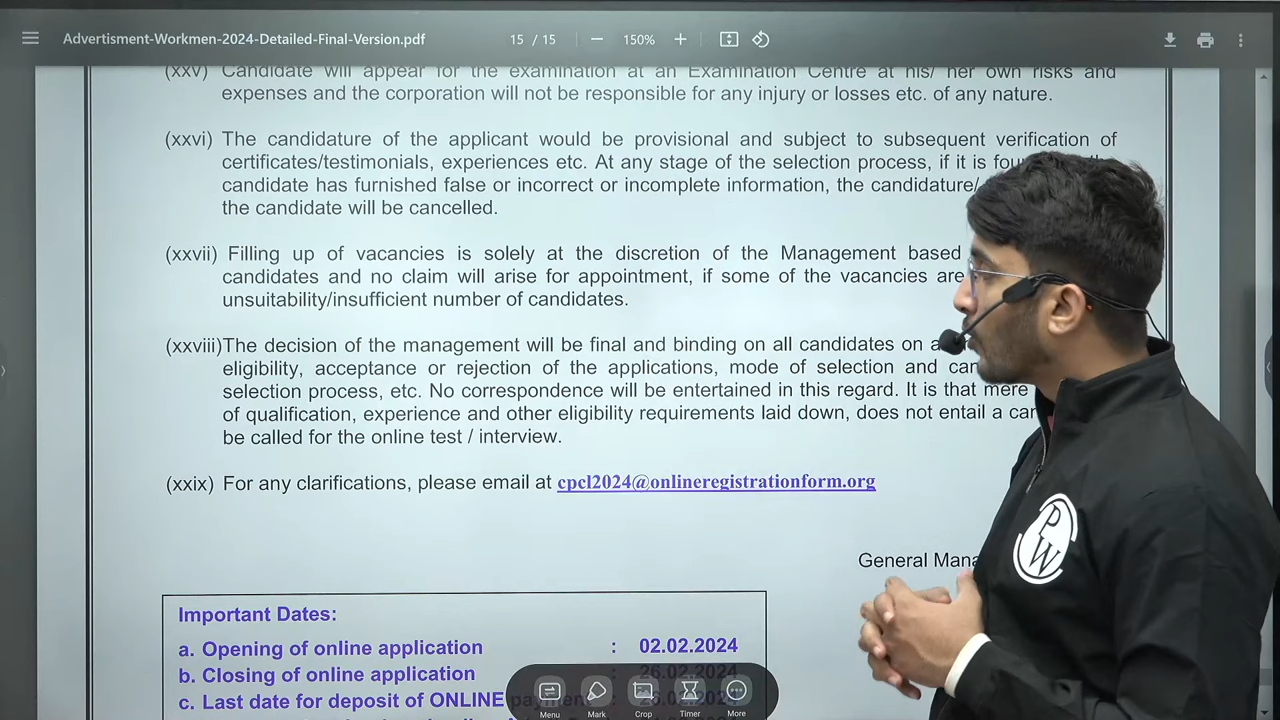 Advertisment-Workmen-2024-Detailed-Final-Version.pdf
15 / 15
150%
(xxv) Candidate will appear for the examination at an Examination Centre at his/ her own risks and
expenses and the corporation will not be responsible for any injury or losses etc. of any nature.
(xxvi) The candidature of the applicant would be provisional and subject to subsequent verification of
certificates/testimonials, experiences etc. At any stage of the selection process, if it is
candidate has furnished false or incorrect or incomplete information, the candidature/
the candidate will be cancelled.
(xxvii) Filling up of vacancies is solely at the discretion of the Management based
candidates and no claim will arise for appointment, if some of the vacancies are
unsuitability/insufficient number of candidates.
(xxviii)The decision of the management will be final and binding on all candidates on
eligibility, acceptance or rejection of the applications, mode of selection and
selection process, etc. No correspondence will be entertained in this regard. It is that mere
of qualification, experience and other eligibility requirements laid down, does not entail a
be called for the online test / interview.
(xxix) For any clarifications, please email at cpcl2024@onlineregistrationform.org
General
Important Dates:
a. Opening of online application : 02.02.2024
b. Closing of online application : 26.02.2024
c. Last date for deposit of ONLINE
Menu
Mark
Crop
Timer
More
PW